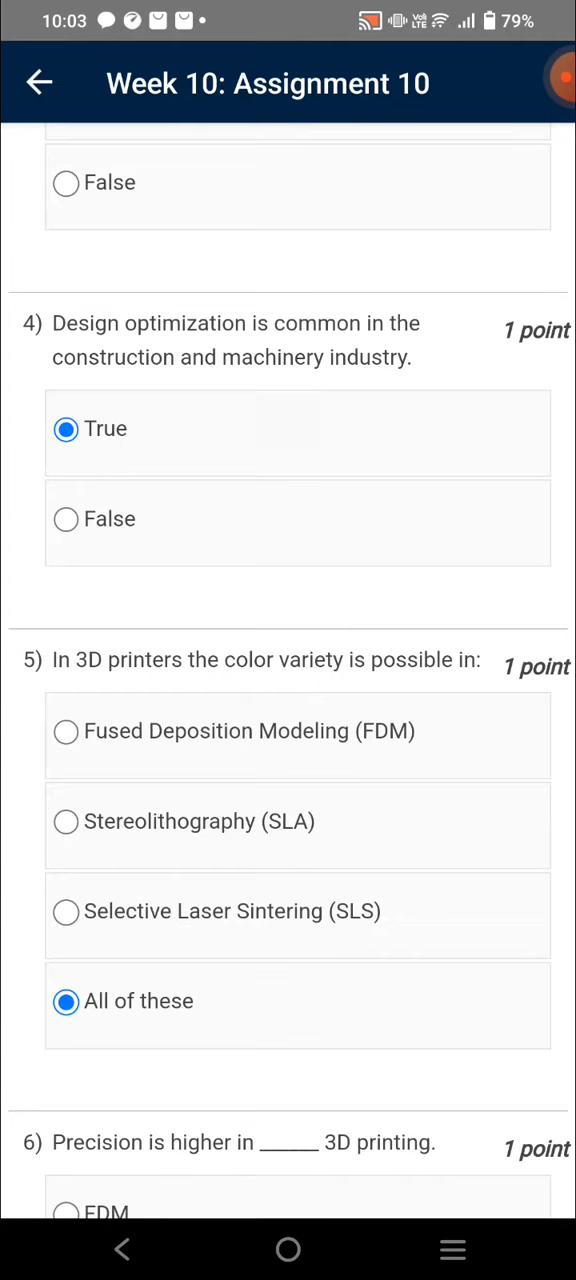 10:03 79%
Week 10: Assignment 10
False
4) Design optimization is common in the 1 point
construction and machinery industry.
True
False
5) In 3D printers the color variety is possible in: 1 point
Fused Deposition Modeling (FDM)
Stereolithography (SLA)
Selective Laser Sintering (SLS)
All of these
6) Precision is higher in ______ 3D printing. 1 point
FDM